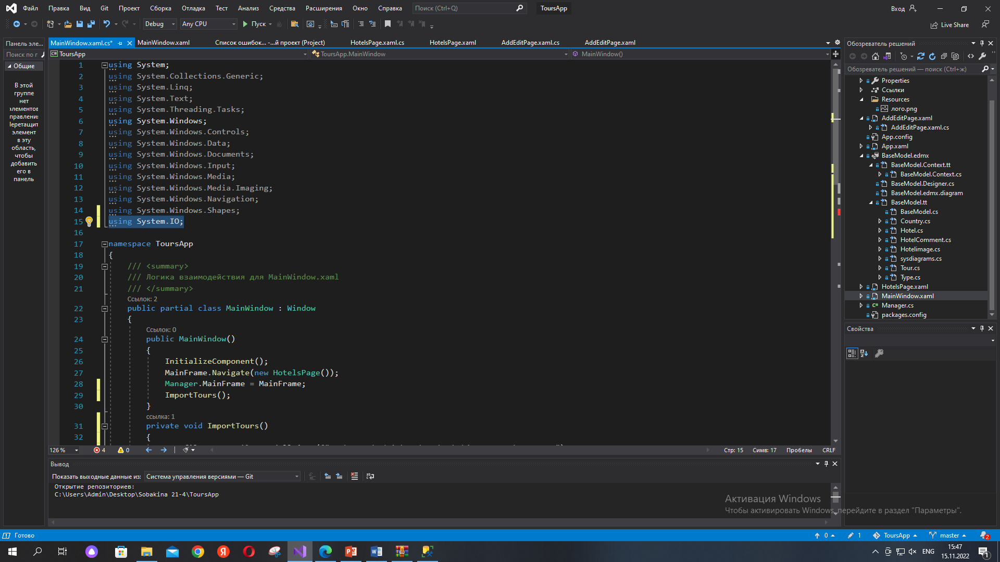 Файл Правка Вид Git Проект Сборка Отладка Тест Анализ Средства Расширения Окно Справка Поиск (Ctrl+Q) ToursApp Вход
Debug Any CPU Пуск Live Share
Панель эле...
Поиск по г
Общие
В этой
группе
нет
элементов
Перетащит
элемент
в эту
область,
чтобы
добавить
его в
панель
MainWindow.xaml.cs* MainWindow.xaml Список ошибок... -...й проект (Project) HotelsPage.xaml.cs HotelsPage.xaml AddEditPage.xaml.cs AddEditPage.xaml
ToursApp ToursApp.MainWindow MainWindow()
1 using System;
2 using System.Collections.Generic;
3 using System.Linq;
4 using System.Text;
5 using System.Threading.Tasks;
6 using System.Windows;
7 using System.Windows.Controls;
8 using System.Windows.Data;
9 using System.Windows.Documents;
10 using System.Windows.Input;
11 using System.Windows.Media;
12 using System.Windows.Media.Imaging;
13 using System.Windows.Navigation;
14 using System.Windows.Shapes;
15 using System.IO;
16
17 namespace ToursApp
18 {
19 /// <summary>
20 /// Логика взаимодействия для MainWindow.xaml
21 /// </summary>
Ссылок: 2
22 public partial class MainWindow : Window
23 {
Ссылок: 0
24 public MainWindow()
25 {
26 InitializeComponent();
27 MainFrame.Navigate(new HotelsPage());
28 Manager.MainFrame = MainFrame;
29 ImportTours();
30 }
ссылка: 1
31 private void ImportTours()
32 {
126 % 4 0 Стр: 15 Симв: 17 Пробелы CRLF
Вывод
Показать выходные данные из: Система управления версиями — Git
Открытие репозиториев:
C:\Users\Admin\Desktop\Sobakina 21-4\ToursApp
Обозреватель решений
Обозреватель решений — поиск (Ctrl+ж)
Properties
Ссылки
Resources
лого.png
AddEditPage.xaml
AddEditPage.xaml.cs
App.config
App.xaml
BaseModel.edmx
BaseModel.Context.tt
BaseModel.Context.cs
BaseModel.Designer.cs
BaseModel.edmx.diagram
BaseModel.tt
BaseModel.cs
Country.cs
Hotel.cs
HotelComment.cs
Hotelimage.cs
sysdiagrams.cs
Tour.cs
Type.cs
HotelsPage.xaml
MainWindow.xaml
Manager.cs
packages.config
Свойства
Активация Windows
Чтобы активировать Windows, перейдите в раздел "Параметры".
Готово 0 1 ToursApp master 2
ENG 15:47
15.11.2022 1